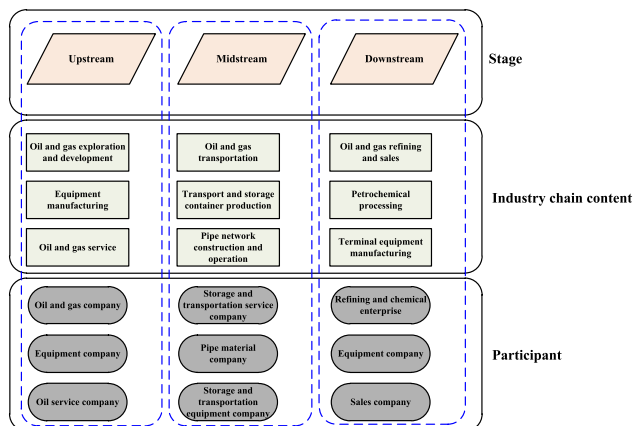 Upstream
Midstream
Downstream
Stage
Oil and gas exploration
and development
Oil and gas
transportation
Oil and gas refining
and sales
Equipment
manufacturing
Transport and storage
container production
Petrochemical
processing
Industry chain content
Oil and gas service
Pipe network
construction and
operation
Terminal equipment
manufacturing
Oil and gas company
Storage and
transportation service
company
Refining and chemical
enterprise
Equipment company
Pipe material
company
Equipment company
Participant
Oil service company
Storage and
transportation
equipment company
Sales company